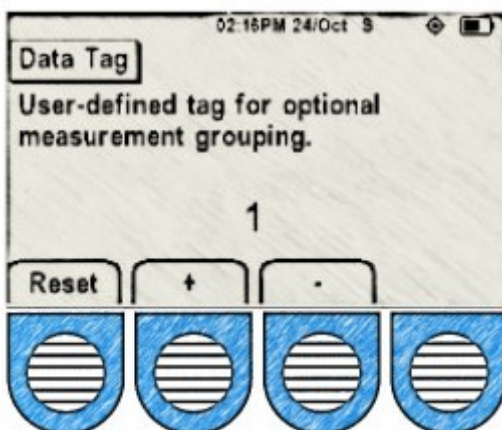 02:16PM 24/Oct S
Data Tag
User-defined tag for optional
measurement grouping.
1
Reset + -